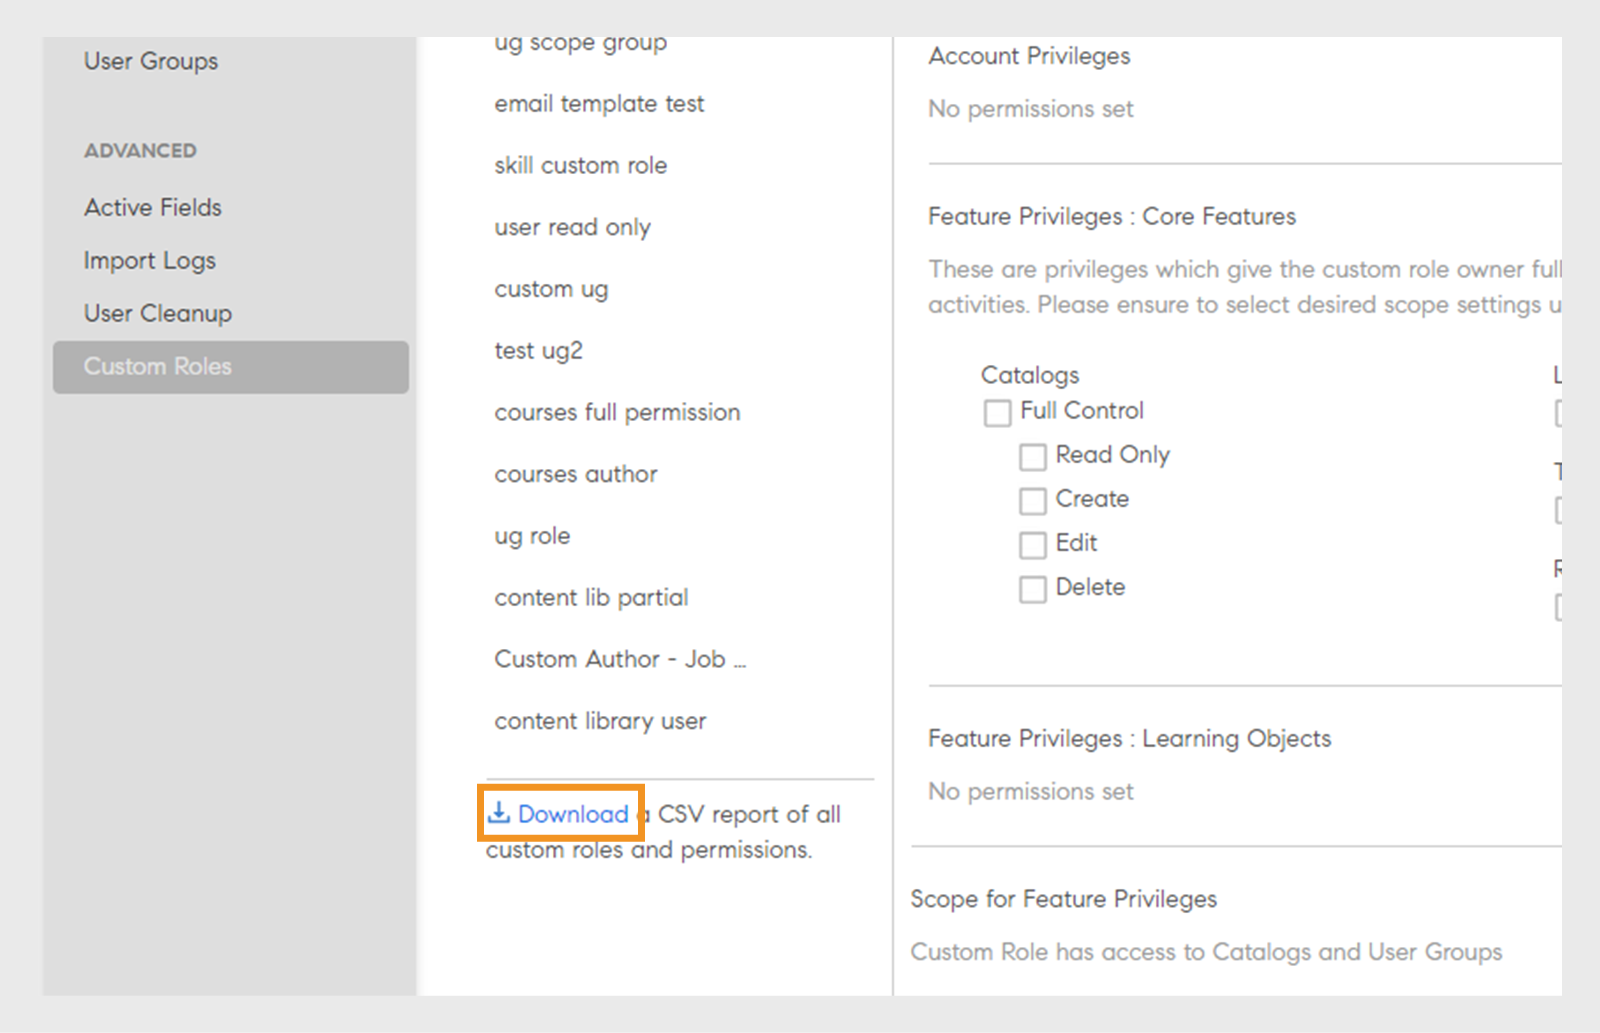 User Groups
ADVANCED
Active Fields
Import Logs
User Cleanup
Custom Roles
ug scope group
email template test
skill custom role
user read only
custom ug
test ug2
courses full permission
courses author
ug role
content lib partial
Custom Author - Job ...
content library user
Download a CSV report of all
custom roles and permissions.
Account Privileges
No permissions set
Feature Privileges : Core Features
These are privileges which give the custom role owner full
activities. Please ensure to select desired scope settings
Catalogs
Full Control
Read Only
Create
Edit
Delete
Feature Privileges : Learning Objects
No permissions set
Scope for Feature Privileges
Custom Role has access to Catalogs and User Groups